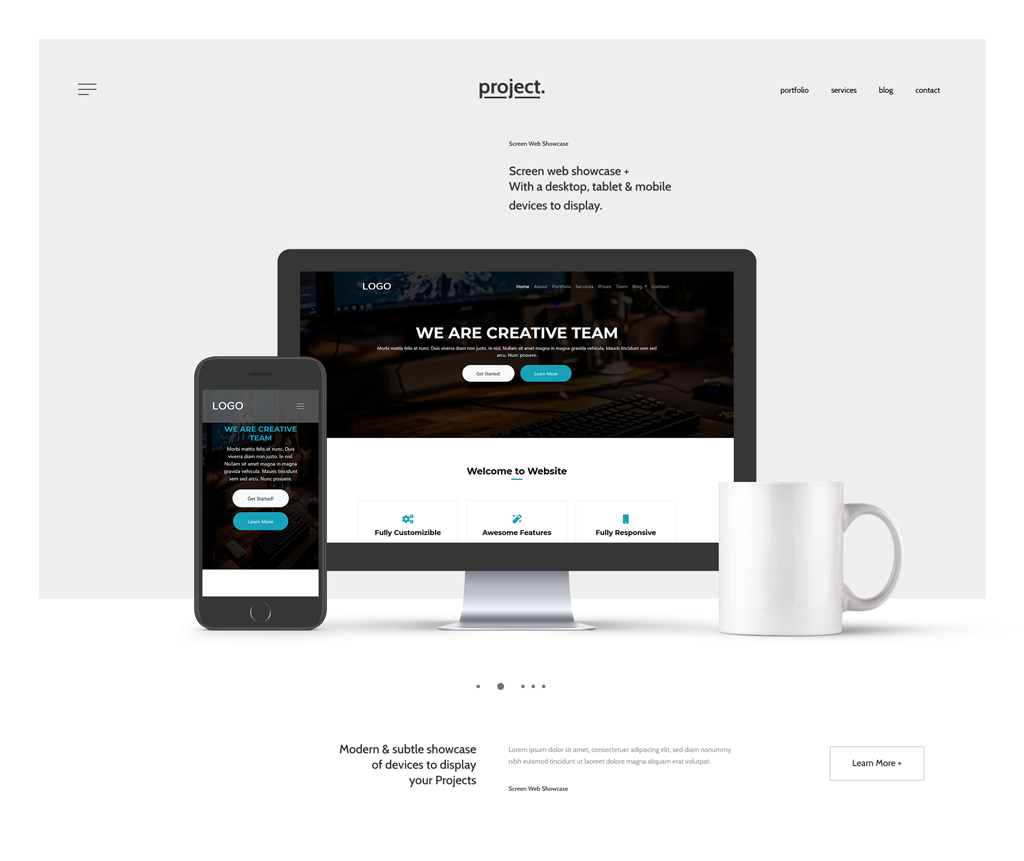 project.
portfolio services blog contact
Screen Web Showcase
Screen web showcase +
With a desktop, tablet & mobile
devices to display.
LOGO
Home About Portfolio Services Prices Team Blog Contact
WE ARE CREATIVE TEAM
Morbi mattis felis at nunc. Duis viverra diam non justo. In nisl. Nullam sit amet magna in magna gravida vehicula. Mauris tincidunt sem sed
arcu. Nunc posuere.
Get Started!
Learn More
Welcome to Website
Fully Customizible
Awesome Features
Fully Responsive
LOGO
WE ARE CREATIVE
TEAM
Morbi mattis felis at nunc. Duis
viverra diam non justo. In nisl.
Nullam sit amet magna in magna
gravida vehicula. Mauris tincidunt
sem sed arcu. Nunc posuere.
Get Started!
Learn More
Modern & subtle showcase
of devices to display
your Projects
Lorem ipsum dolor sit amet, consectetuer adipiscing elit, sed diam nonummy
nibh euismod tincidunt ut laoreet dolore magna aliquam erat volutpat.
Screen Web Showcase
Learn More +